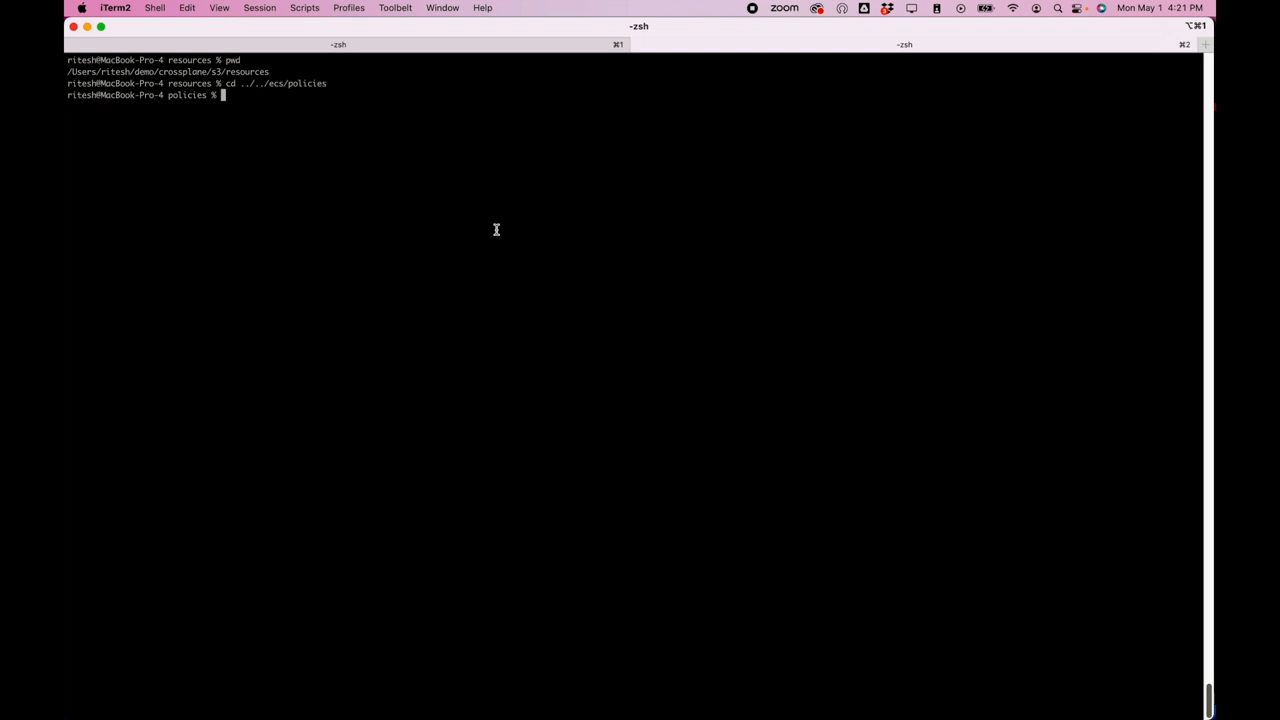 iTerm2 Shell Edit View Session Scripts Profiles Toolbelt Window Help zoom Mon May 1 4:21 PM
-zsh ⌥⌘1
-zsh ⌘1 -zsh ⌘2
ritesh@MacBook-Pro-4 resources % pwd
/Users/ritesh/demo/crossplane/s3/resources
ritesh@MacBook-Pro-4 resources % cd ../../ecs/policies
ritesh@MacBook-Pro-4 policies %